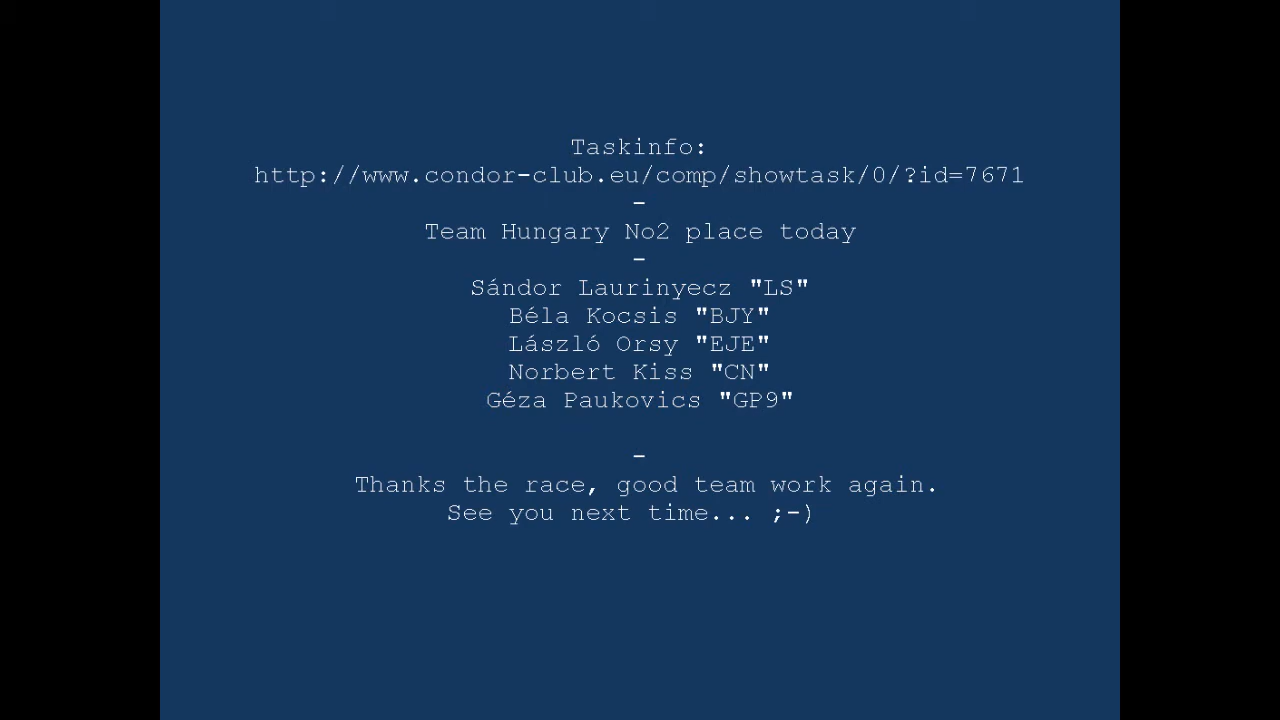 Taskinfo:
http://www.condor-club.eu/comp/showtask/0/?id=7671
-
Team Hungary No2 place today
-
Sándor Laurinyecz "LS"
Béla Kocsis "BJY"
László Orsy "EJE"
Norbert Kiss "CN"
Géza Paukovics "GP9"
-
Thanks the race, good team work again.
See you next time... ;-)